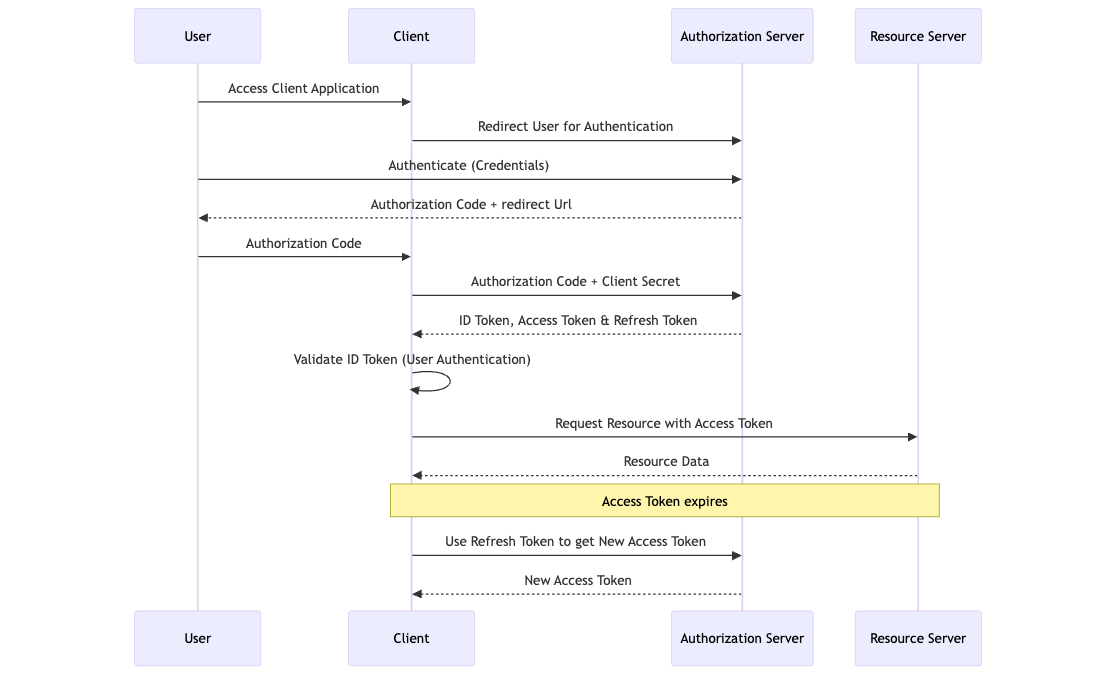 User
Client
Authorization Server
Resource Server
Access Client Application
Redirect User for Authentication
Authenticate (Credentials)
Authorization Code + redirect Url
Authorization Code
Authorization Code + Client Secret
ID Token, Access Token & Refresh Token
Validate ID Token (User Authentication)
Request Resource with Access Token
Resource Data
Access Token expires
Use Refresh Token to get New Access Token
New Access Token
User
Client
Authorization Server
Resource Server